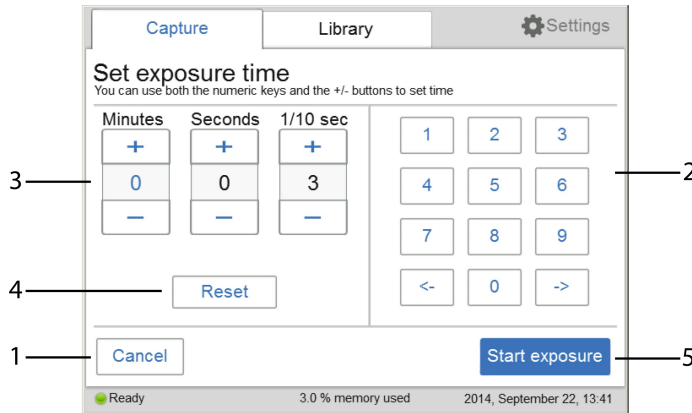 Capture Library Settings
Set exposure time
You can use both the numeric keys and the +/- buttons to set time
Minutes Seconds 1/10 sec
+ + +
0 0 3
– – –
1 2 3
4 5 6
7 8 9
<- 0 ->
Reset
Cancel Start exposure
Ready 3.0 % memory used 2014, September 22, 13:41
3
4
1
2
5